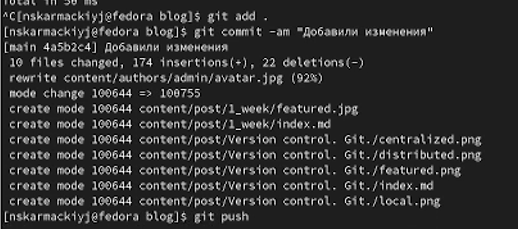 Total in 50 ms
^C[nskarmackiyj@fedora blog]$ git add .
[nskarmackiyj@fedora blog]$ git commit -am "Добавили изменения"
[main 4a5b2c4] Добавили изменения
10 files changed, 174 insertions(+), 22 deletions(-)
rewrite content/authors/admin/avatar.jpg (92%)
mode change 100644 => 100755
create mode 100644 content/post/1_week/featured.jpg
create mode 100644 content/post/1_week/index.md
create mode 100644 content/post/Version control. Git./centralized.png
create mode 100644 content/post/Version control. Git./distributed.png
create mode 100644 content/post/Version control. Git./featured.png
create mode 100644 content/post/Version control. Git./index.md
create mode 100644 content/post/Version control. Git./local.png
[nskarmackiyj@fedora blog]$ git push